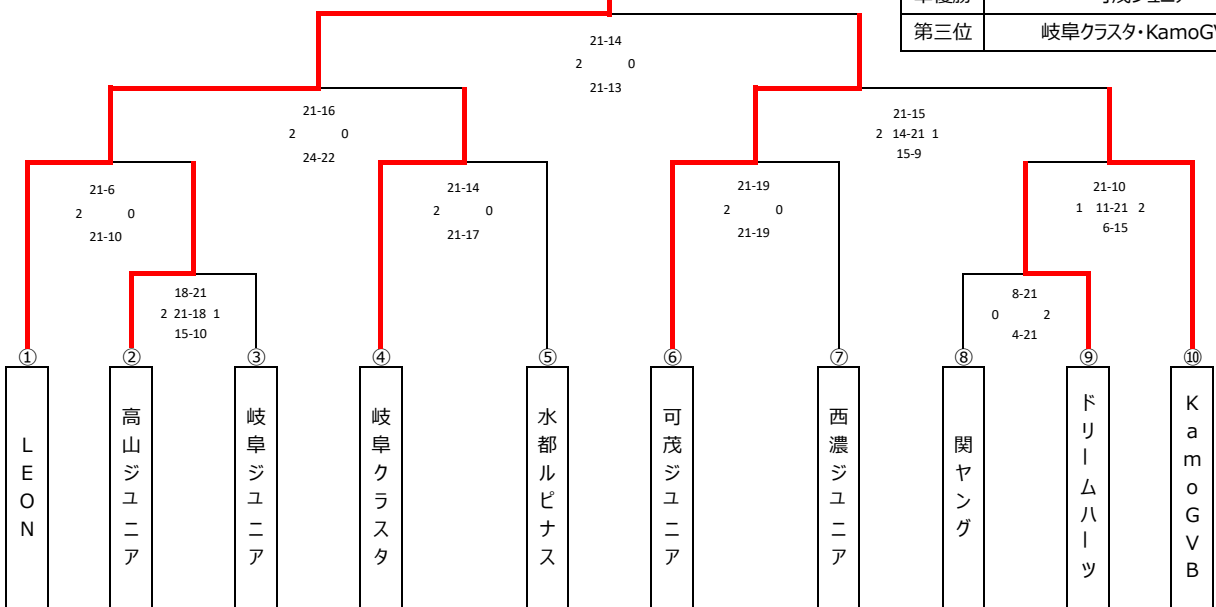 第三位 岐阜クラスタ・KamoGV
21-14
2 0
21-13
21-16
2 0
24-22
21-15
2 14-21 1
15-9
21-6
2 0
21-10
21-14
2 0
21-17
21-19
2 0
21-19
21-10
1 11-21 2
6-15
18-21
2 21-18 1
15-10
8-21
0 2
4-21
① ② ③ ④ ⑤ ⑥ ⑦ ⑧ ⑨ ⑩
LEON
高山ジュニア
岐阜ジュニア
岐阜クラスタ
水都ルピナス
可茂ジュニア
西濃ジュニア
関ヤング
ドリームハーツ
KamoGVB